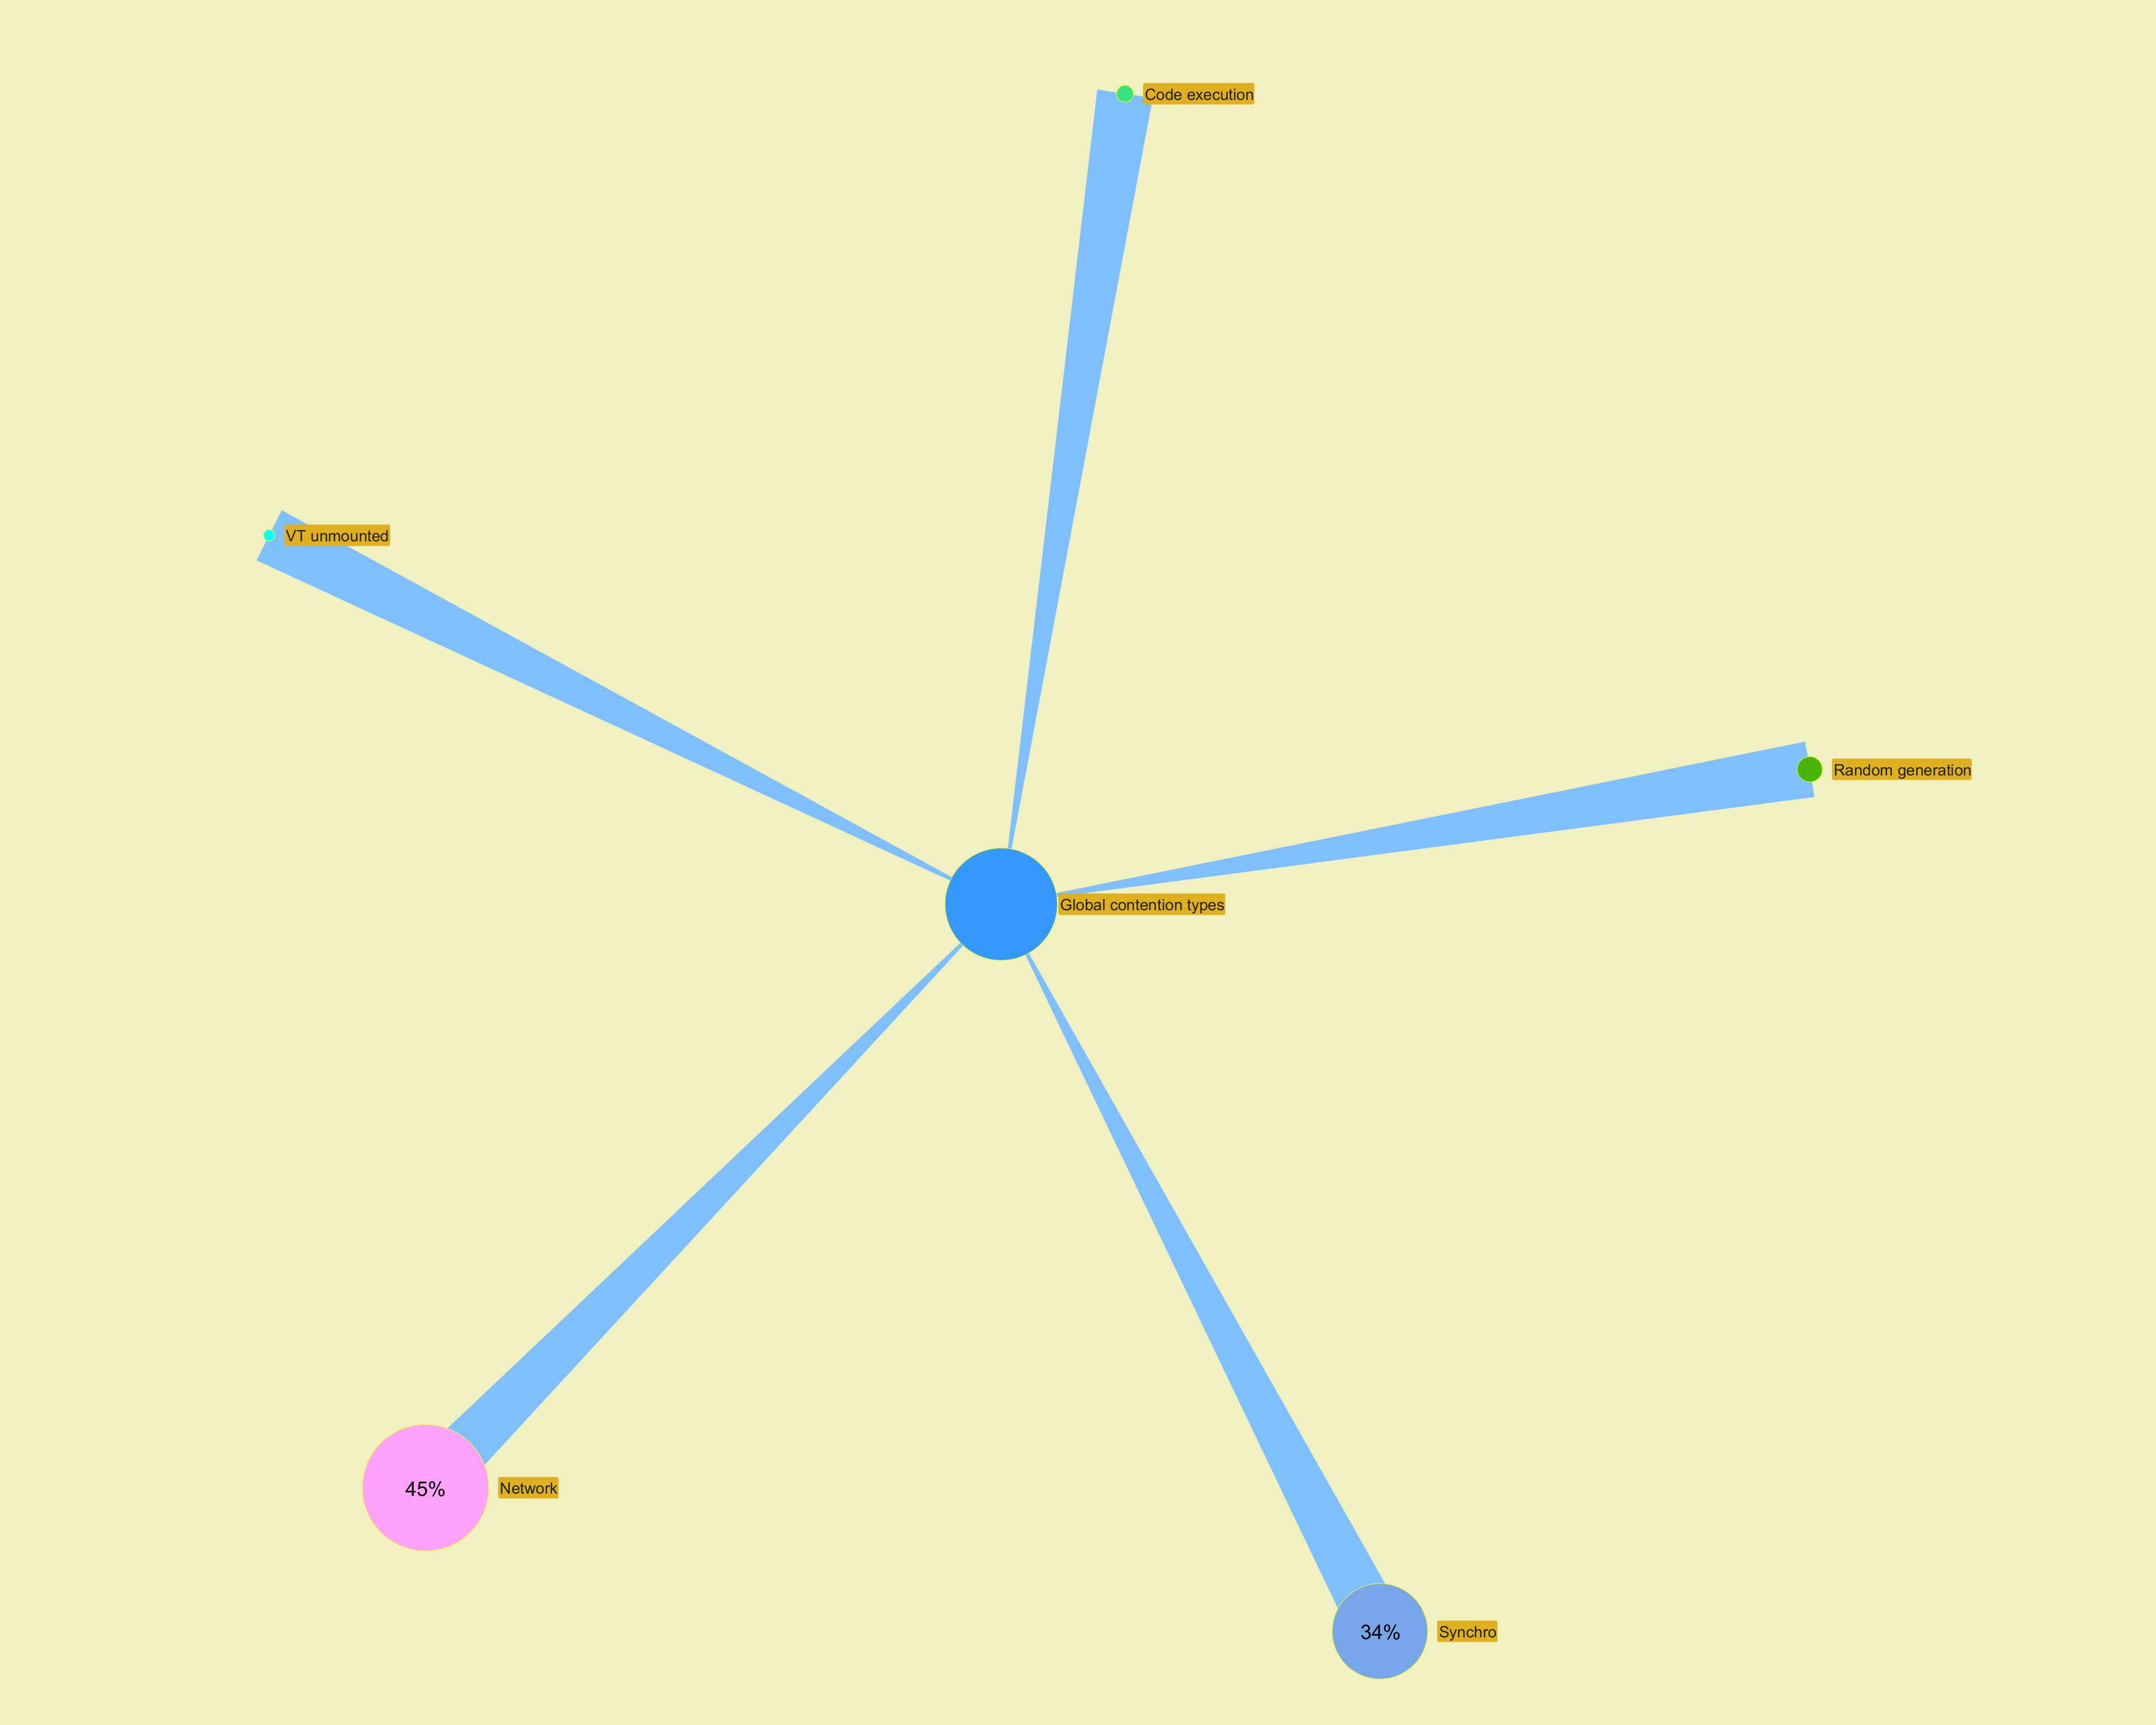 Code execution
VT unmounted
Random generation
Global contention types
45%
Network
34%
Synchro